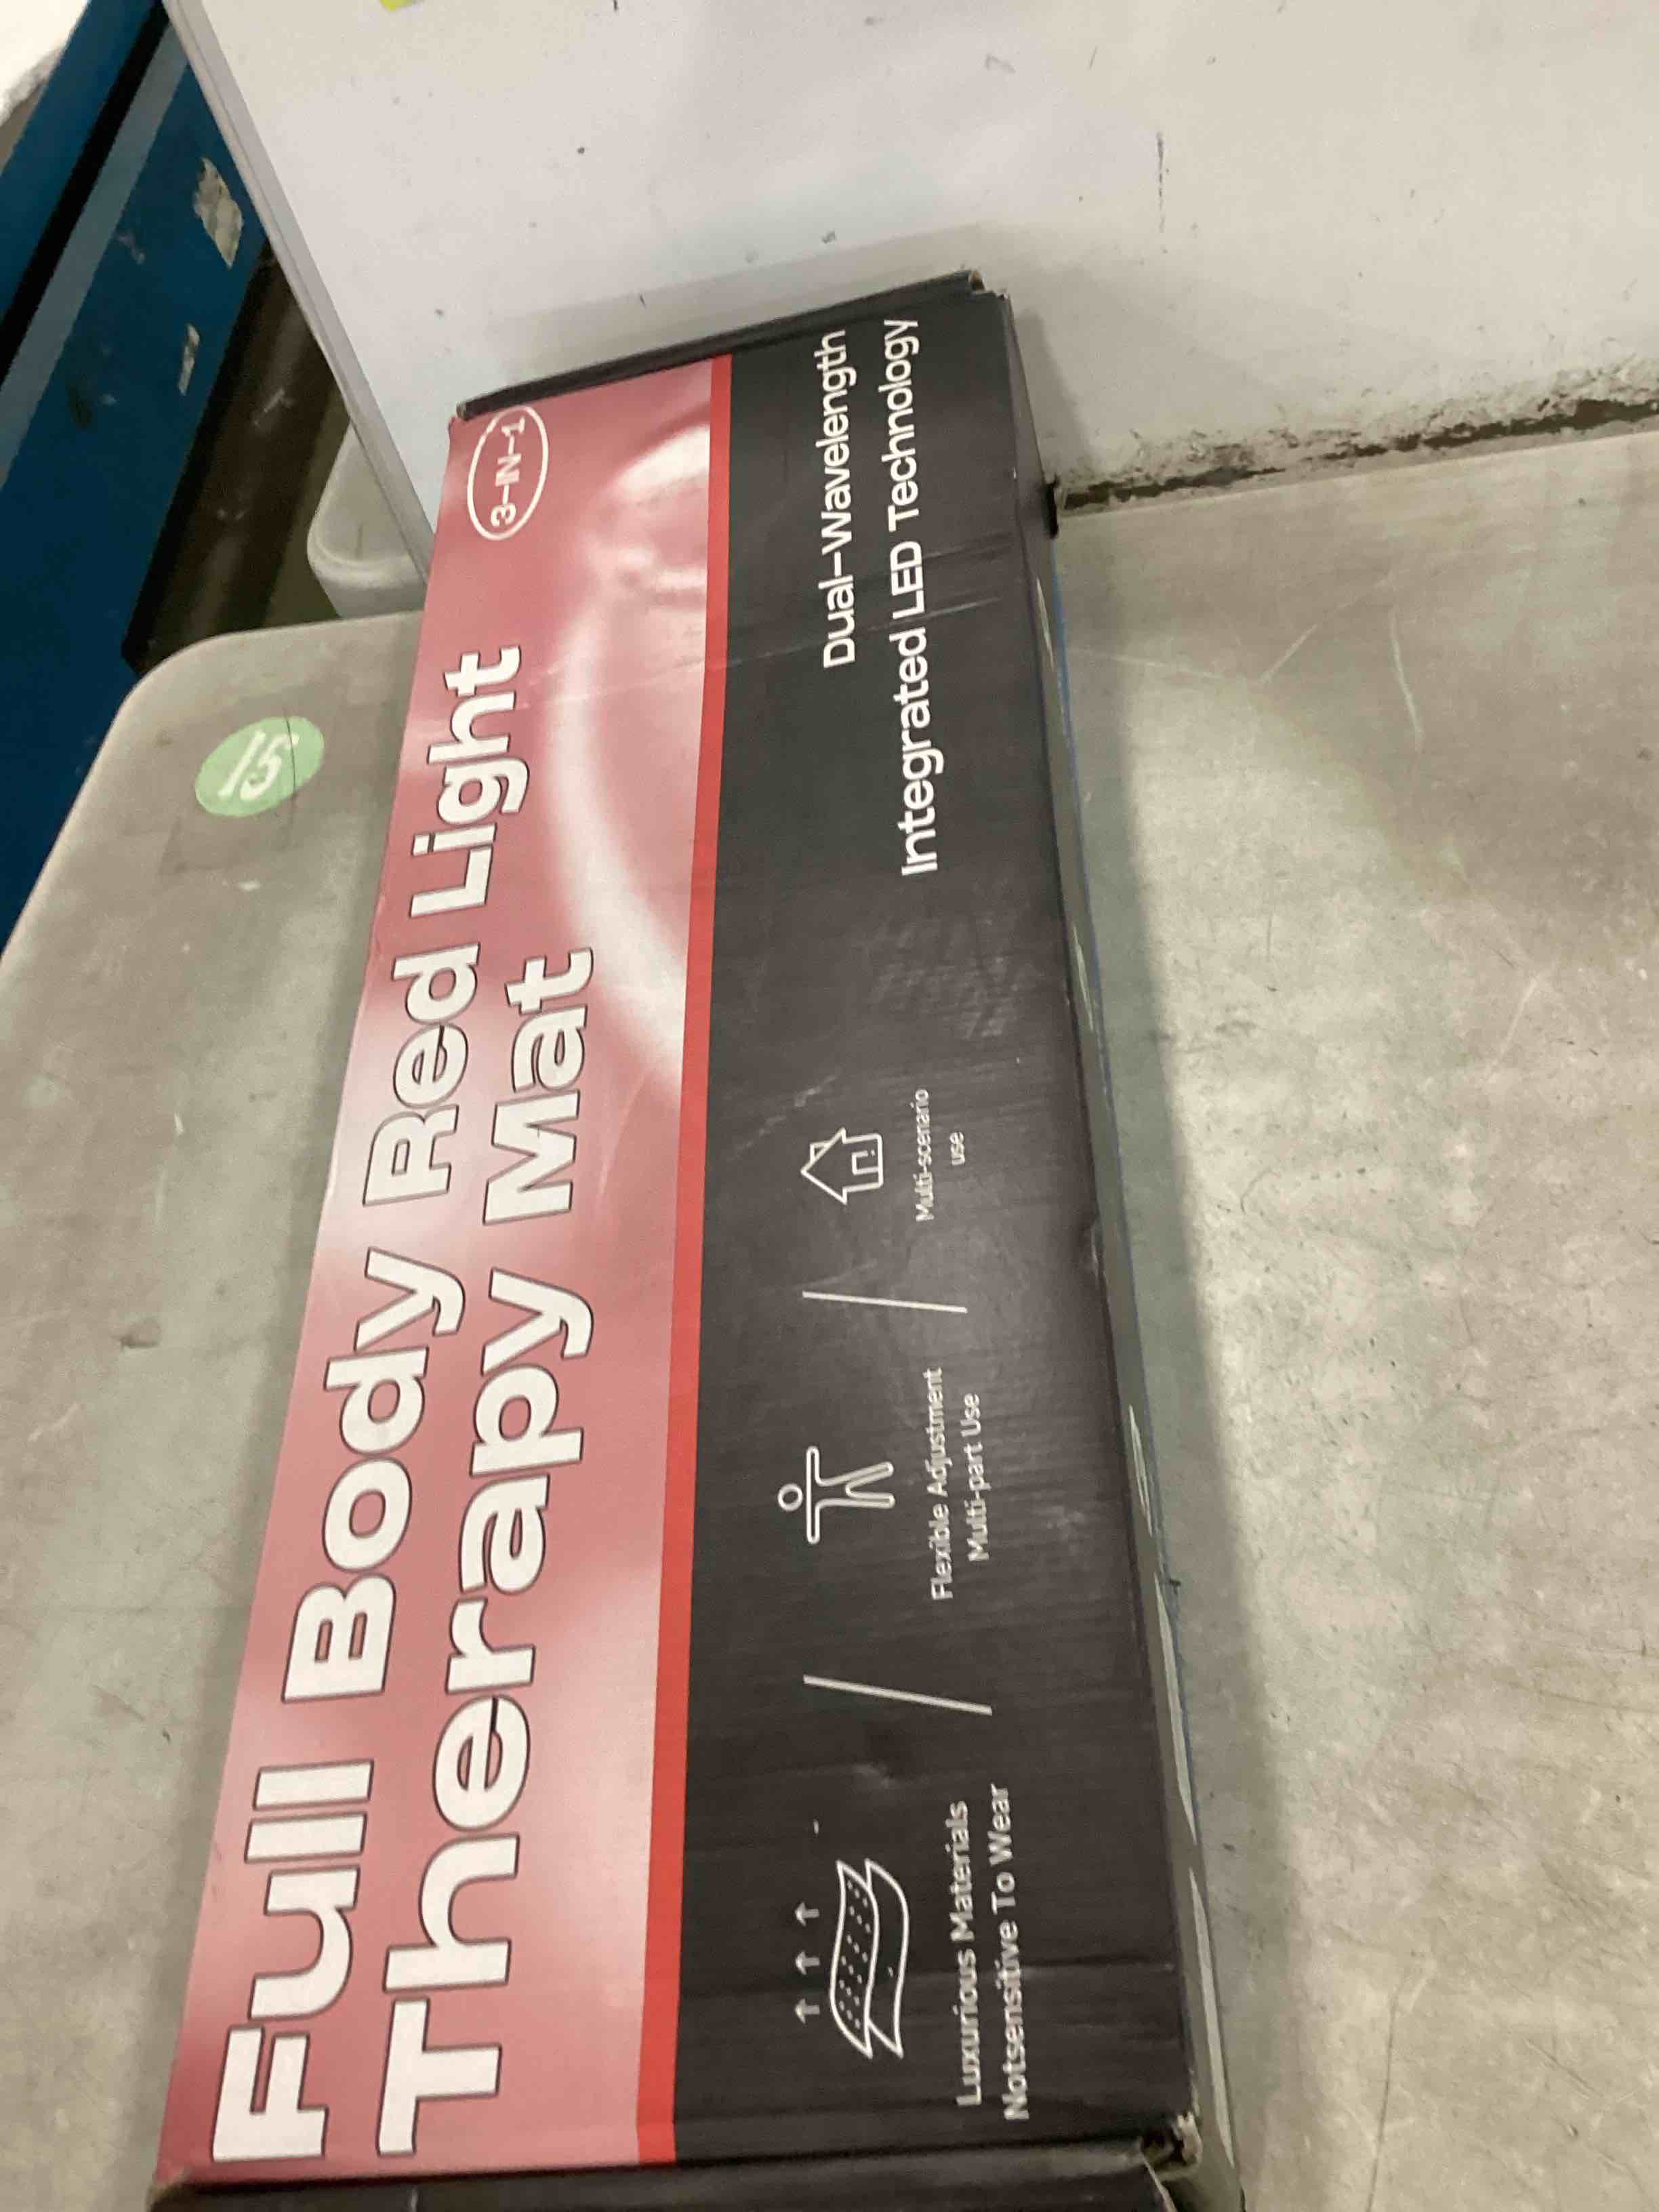 Full Body Red Light
Therapy Mat
3-IN-1
Dual-Wavelength
Integrated LED Technology
Luxurious Materials
Notsensitive To Wear
Flexible Adjustment
Multi-part Use
Multi-scenario
use
15